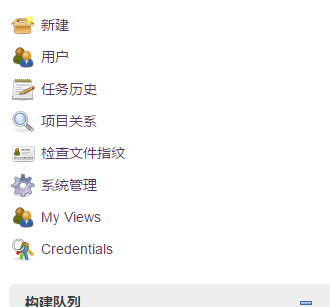 新建
用户
任务历史
项目关系
检查文件指纹
系统管理
My Views
Credentials
构建队列